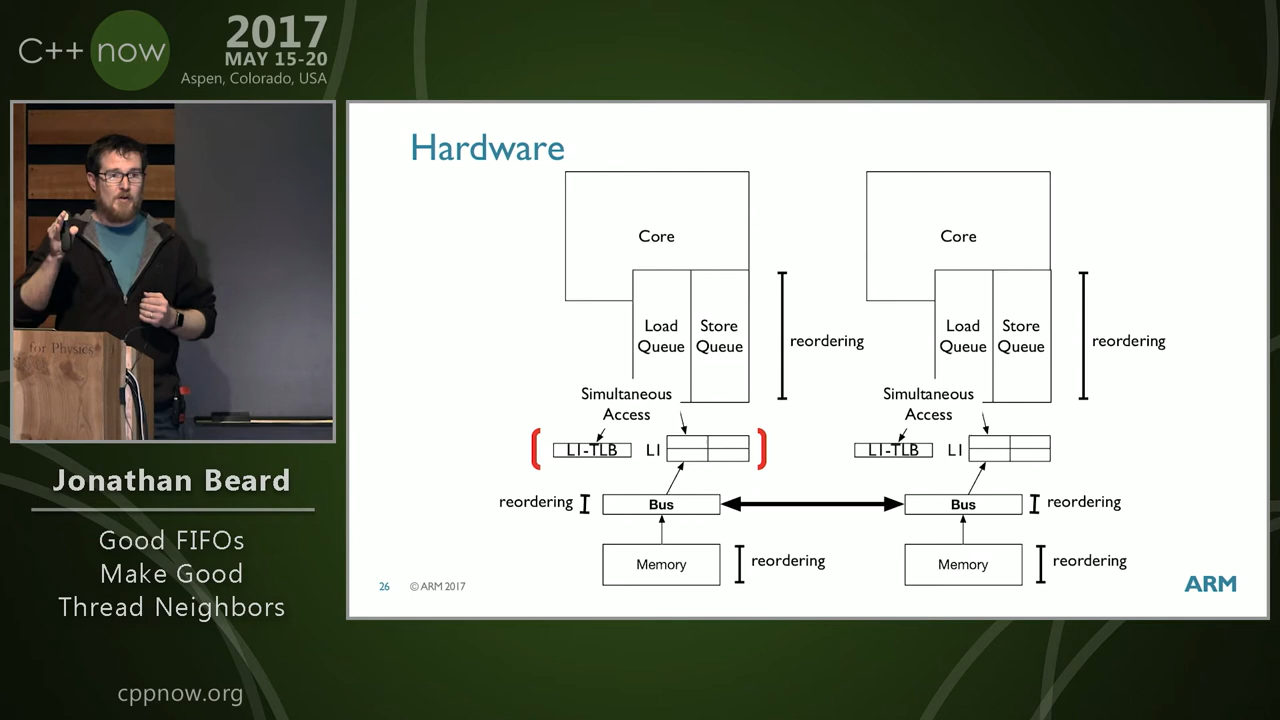 C++ now
2017
MAY 15-20
Aspen, Colorado, USA
for Physics
Jonathan Beard
Good FIFOs
Make Good
Thread Neighbors
cppnow.org
Hardware
Core
Load
Queue
Store
Queue
reordering
Simultaneous
Access
L1-TLB
L1
reordering
Bus
Memory
reordering
Core
Load
Queue
Store
Queue
reordering
Simultaneous
Access
L1-TLB
L1
Bus
reordering
Memory
reordering
26
© ARM 2017
ARM